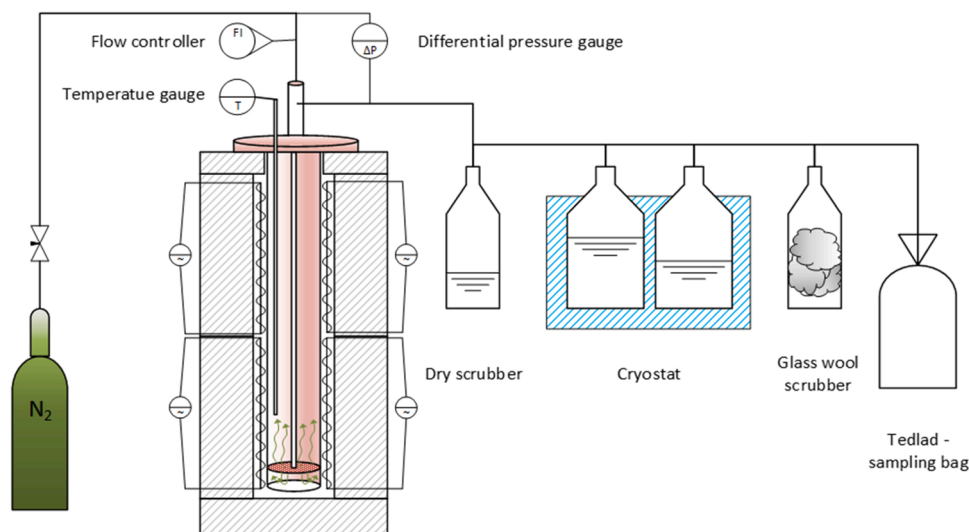 Flow controller
FI
ΔP
Differential pressure gauge
Temperatue gauge
T
~
~
~
~
N2
Dry scrubber
Cryostat
Glass wool
scrubber
Tedlad -
sampling bag